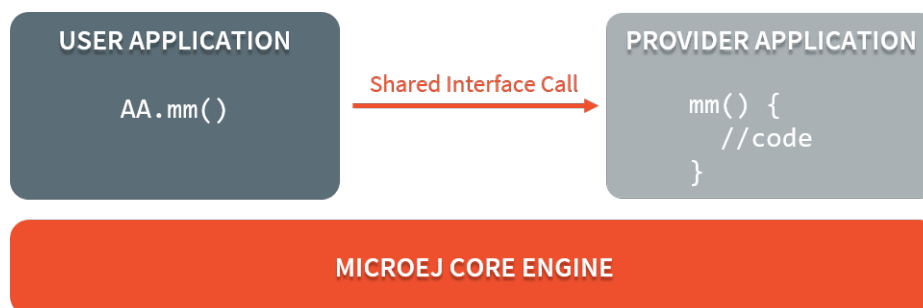 USER APPLICATION
AA.mm()
Shared Interface Call
PROVIDER APPLICATION
mm() {
//code
}
MICROEJ CORE ENGINE